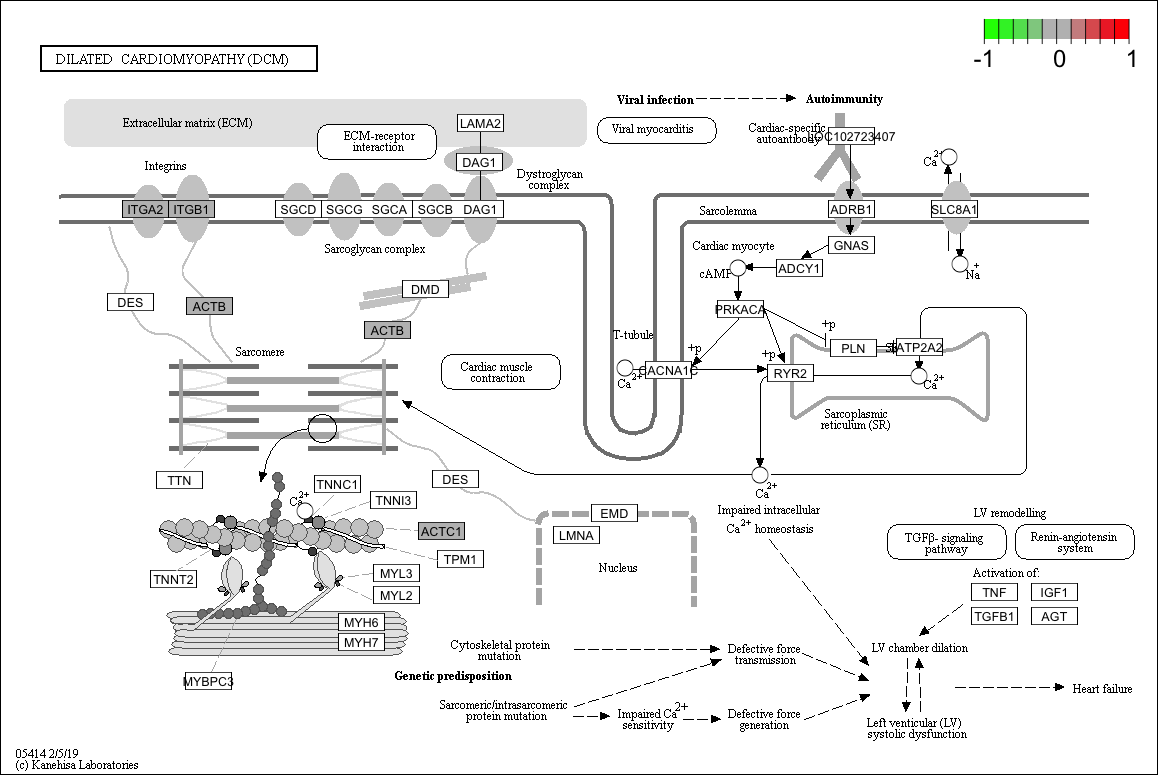 -1 0 1
DILATED CARDIOMYOPATHY (DCM)
Extracellular matrix (ECM)
ECM-receptor
interaction
LAMA2
DAG1
Dystroglycan
complex
Viral infection
Autoimmunity
Viral myocarditis
Cardiac-specific
autoantibody
LOC102723407
Ca2+
Integrins
ITGA2
ITGB1
SGCD
SGCG
SGCA
SGCB
DAG1
Sarcolemma
ADRB1
SLC8A1
Sarcoglycan complex
Cardiac myocyte
GNAS
cAMP
ADCY1
Na+
DES
ACTB
DMD
PRKACA
ACTB
T-tubule
+p
+p
+p
PLN
ATP2A2
Sarcomere
Cardiac muscle
contraction
Ca2+
CACNA1C
RYR2
Ca2+
Sarcoplasmic
reticulum (SR)
TTN
DES
Ca2+
Ca2+
TNNC1
TNNI3
ACTC1
TPM1
TNNT2
MYL3
MYL2
MYH6
MYH7
MYBPC3
EMD
LMNA
Nucleus
Impaired intracellular
Ca2+ homeostasis
LV remodelling
TGFβ- signaling
pathway
Renin-angiotensin
system
Activation of:
TNF
IGF1
TGFB1
AGT
Cytoskeletal protein
mutation
Defective force
transmission
LV chamber dilation
Genetic predisposition
Sarcomeric/intrasarcomeric
protein mutation
Impaired Ca2+
sensitivity
Defective force
generation
Left venticular (LV)
systolic dysfunction
Heart failure
05414 2/5/19
(c) Kanehisa Laboratories